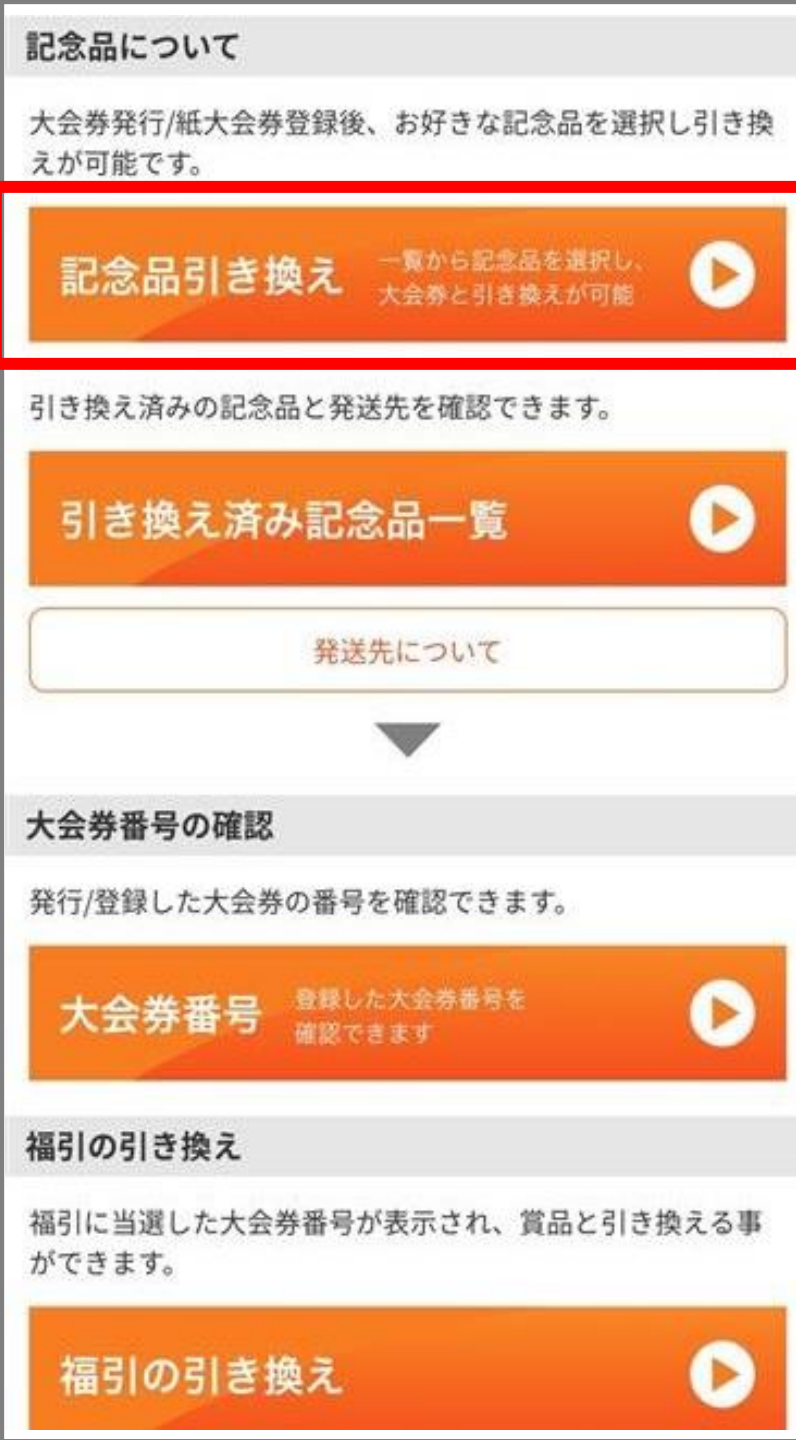 記念品について
大会券発行/紙大会券登録後、お好きな記念品を選択し引き換
えが可能です。
記念品引き換え
一覧から記念品を選択し、
大会券と引き換えが可能
引き換え済みの記念品と発送先を確認できます。
引き換え済み記念品一覧
発送先について
大会券番号の確認
発行/登録した大会券の番号を確認できます。
大会券番号
登録した大会券番号を
確認できます
福引の引き換え
福引に当選した大会券番号が表示され、賞品と引き換える事
ができます。
福引の引き換え